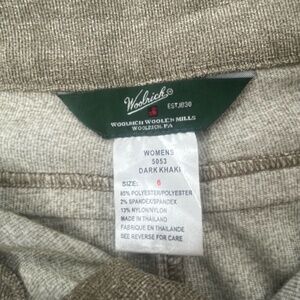 Woolrich® EST.1830
6
WOOLRICH WOOLEN MILLS
WOOLRICH, PA
WOMENS
5053
DARK KHAKI
SIZE: 6
85% POLYESTER/POLYESTER
2% SPANDEX/SPANDEX
13% NYLON/NYLON
MADE IN THAILAND
FABRIQUE EN THAILANDE
SEE REVERSE FOR CARE